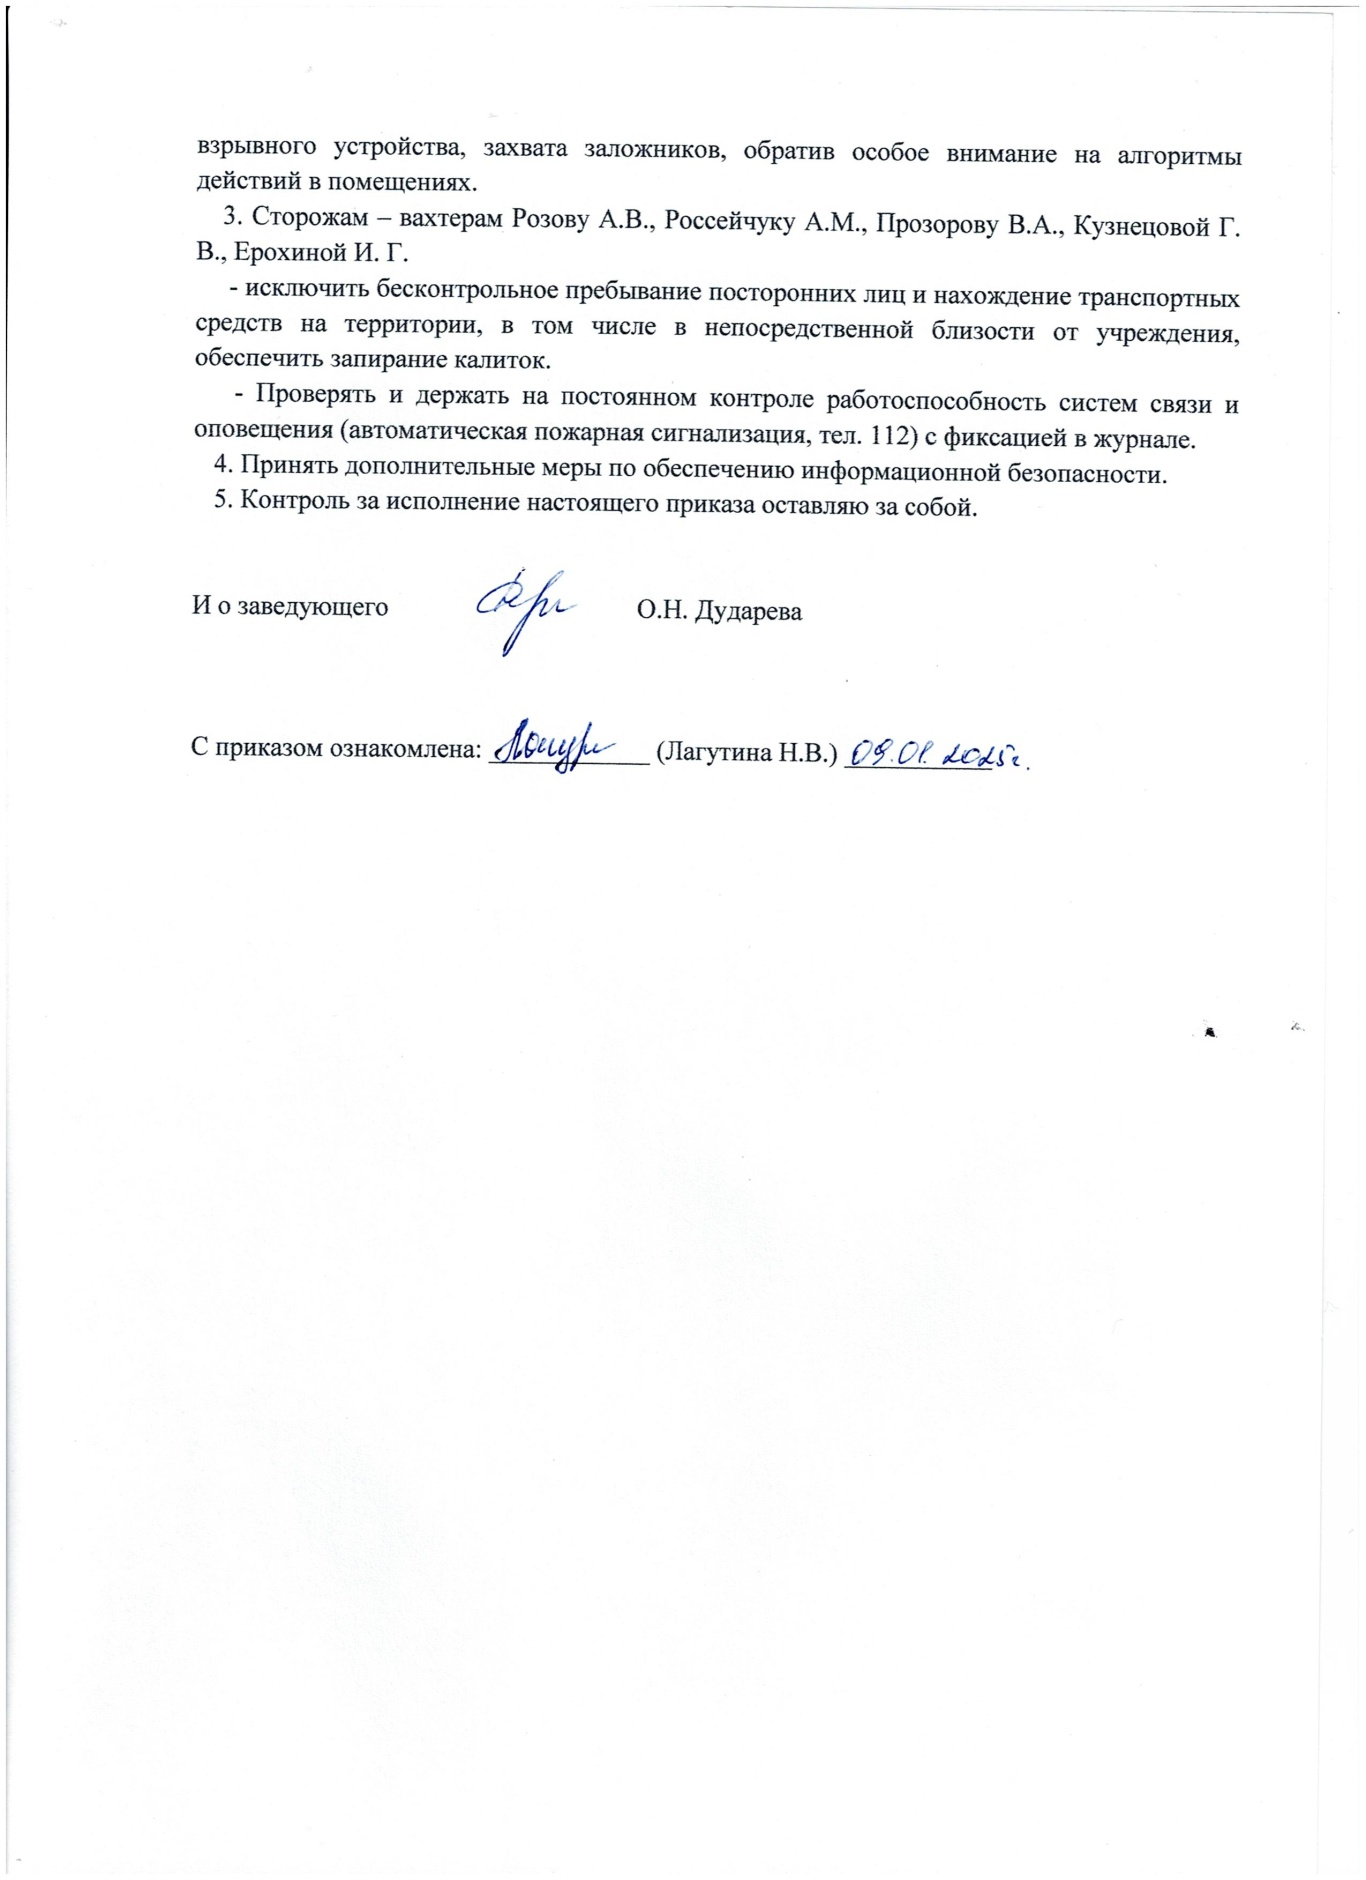 взрывного устройства, захвата заложников, обратив особое внимание на алгоритмы
действий в помещениях.
3. Сторожам – вахтерам Розову А.В., Россейчуку А.М., Прозорову В.А., Кузнецовой Г.
В., Ерохиной И. Г.
- исключить бесконтрольное пребывание посторонних лиц и нахождение транспортных
средств на территории, в том числе в непосредственной близости от учреждения,
обеспечить запирание калиток.
- Проверять и держать на постоянном контроле работоспособность систем связи и
оповещения (автоматическая пожарная сигнализация, тел. 112) с фиксацией в журнале.
4. Принять дополнительные меры по обеспечению информационной безопасности.
5. Контроль за исполнение настоящего приказа оставляю за собой.
И о заведующего О.Н. Дударева
С приказом ознакомлена: ____________ (Лагутина Н.В.) 09.01.2025г.